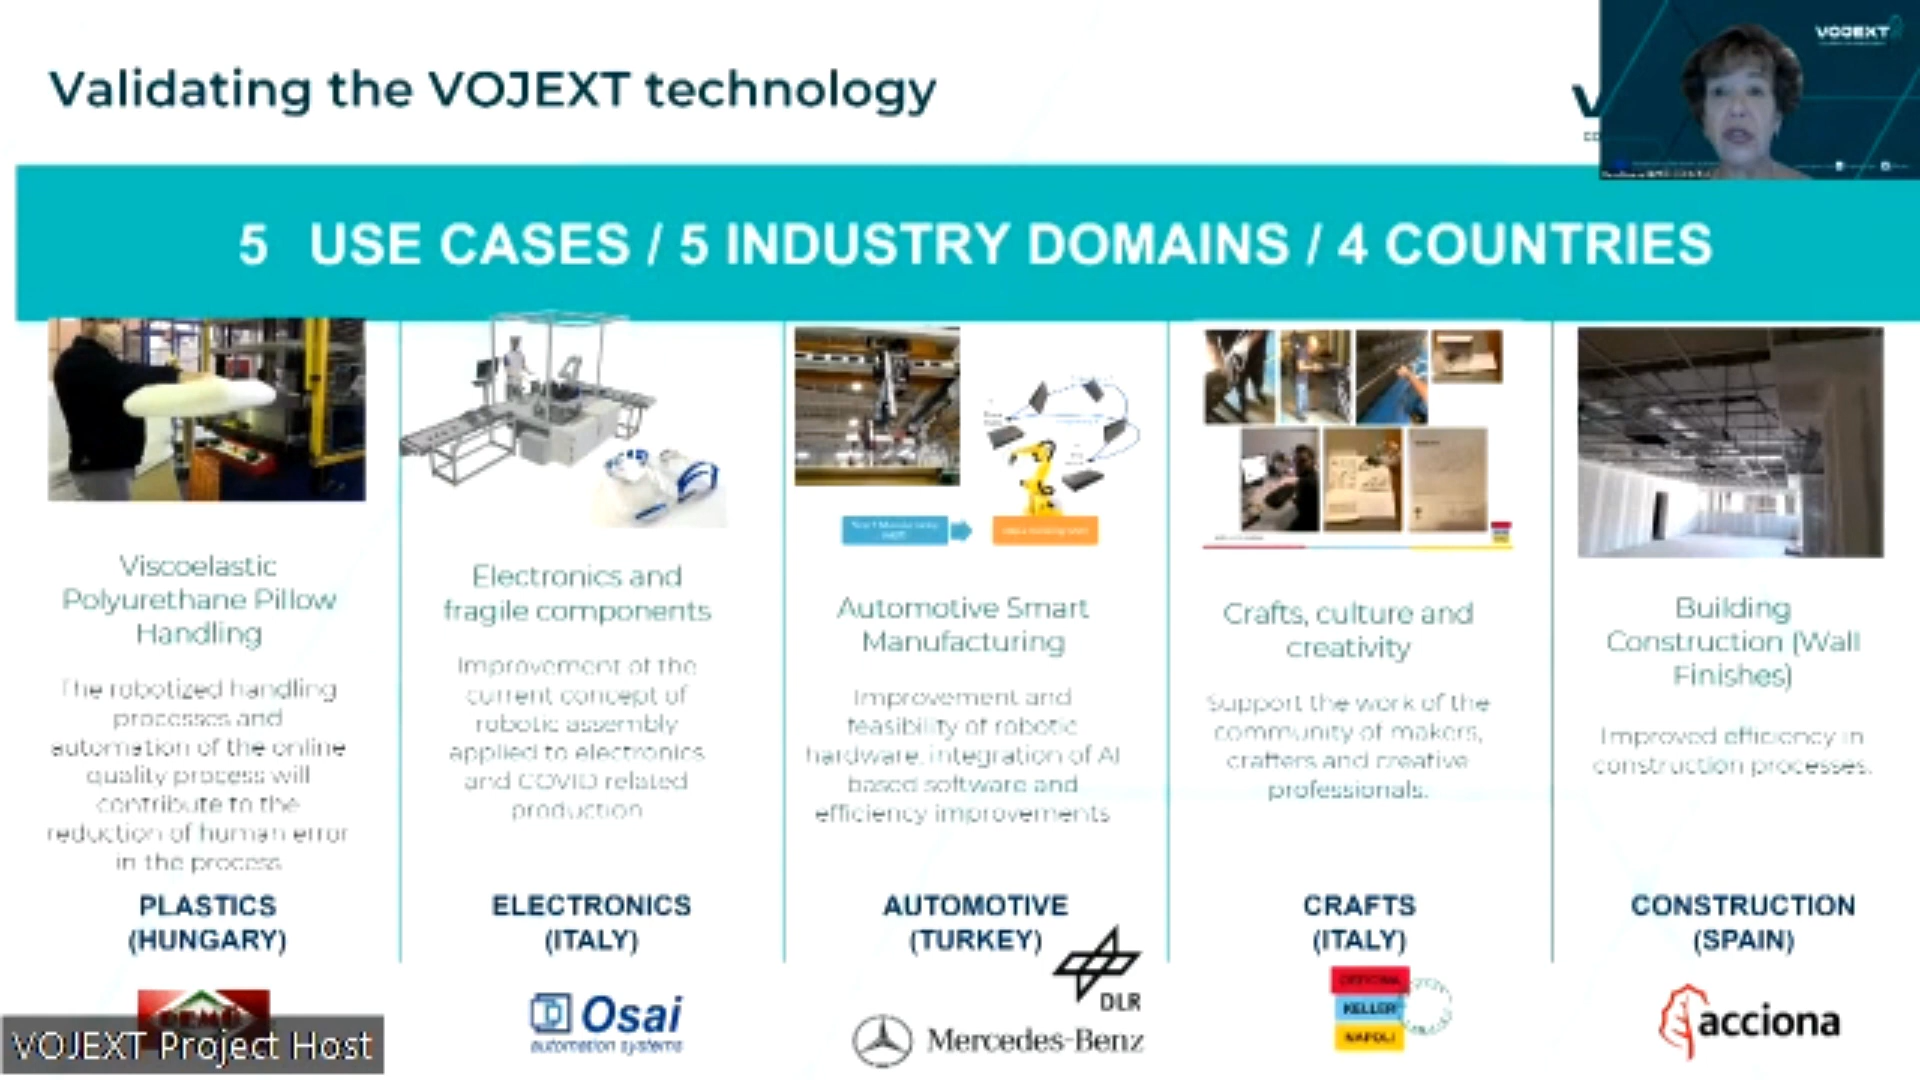 Validating the VOJEXT technology
VOJEXT
5 USE CASES / 5 INDUSTRY DOMAINS / 4 COUNTRIES
Viscoelastic
Polyurethane Pillow
Handling
The robotized handling
processes and
automation of the online
quality process will
contribute to the
reduction of human error
in the process
PLASTICS
(HUNGARY)
Electronics and
fragile components
Improvement of the
current concept of
robotic assembly
applied to electronics
and COVID related
production
ELECTRONICS
(ITALY)
Osai
automation systems
Automotive Smart
Manufacturing
Improvement and
feasibility of robotic
hardware, integration of AI
based software and
efficiency improvements
AUTOMOTIVE
(TURKEY)
DLR
Mercedes-Benz
Crafts, culture and
creativity
Support the work of the
community of makers,
crafters and creative
professionals.
CRAFTS
(ITALY)
OFFICINA
KELLER
NAPOLI
Building
Construction (Wall
Finishes)
Improved efficiency in
construction processes.
CONSTRUCTION
(SPAIN)
acciona
VOJEXT Project Host